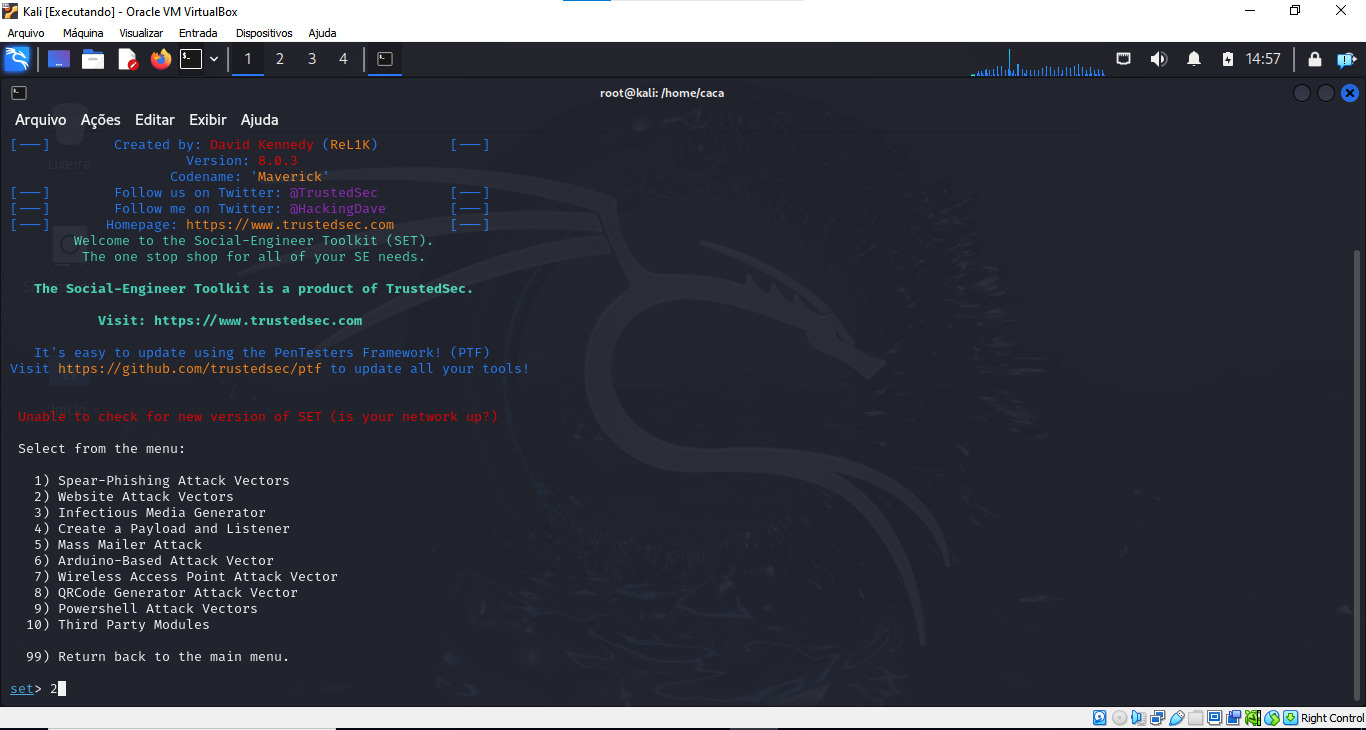 Kali [Executando] - Oracle VM VirtualBox
Arquivo Máquina Visualizar Entrada Dispositivos Ajuda
1 2 3 4 14:57
root@kali: /home/caca
Arquivo Ações Editar Exibir Ajuda
[---] Created by: David Kennedy (ReL1K) [---]
Version: 8.0.3
Codename: 'Maverick'
[---] Follow us on Twitter: @TrustedSec [---]
[---] Follow me on Twitter: @HackingDave [---]
[---] Homepage: https://www.trustedsec.com [---]
Welcome to the Social-Engineer Toolkit (SET).
The one stop shop for all of your SE needs.
The Social-Engineer Toolkit is a product of TrustedSec.
Visit: https://www.trustedsec.com
It's easy to update using the PenTesters Framework! (PTF)
Visit https://github.com/trustedsec/ptf to update all your tools!
Unable to check for new version of SET (is your network up?)
Select from the menu:
1) Spear-Phishing Attack Vectors
2) Website Attack Vectors
3) Infectious Media Generator
4) Create a Payload and Listener
5) Mass Mailer Attack
6) Arduino-Based Attack Vector
7) Wireless Access Point Attack Vector
8) QRCode Generator Attack Vector
9) Powershell Attack Vectors
10) Third Party Modules
99) Return back to the main menu.
set> 2
Right Control